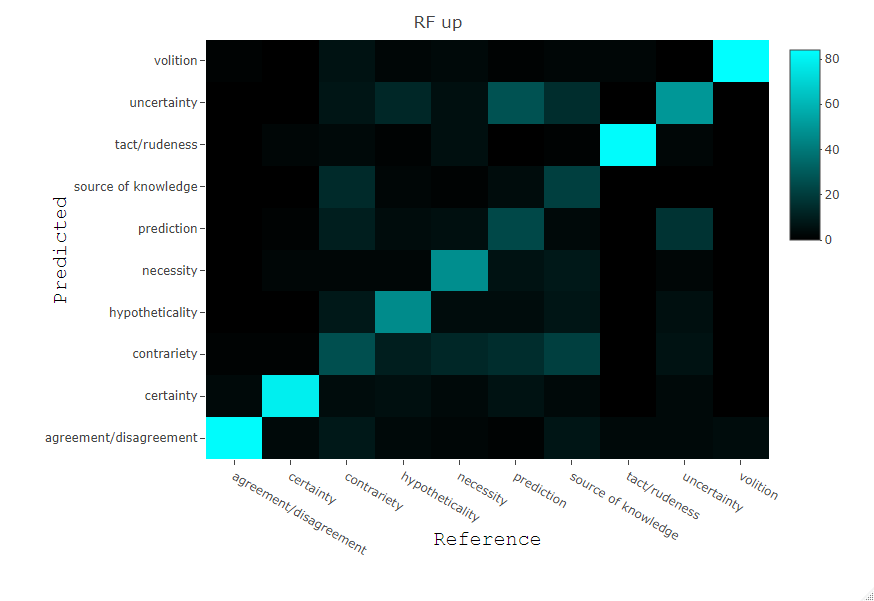 RF up
volition
uncertainty
tact/rudeness
source of knowledge
prediction
necessity
hypotheticality
contrariety
certainty
agreement/disagreement
Predicted
agreement/disagreement
certainty
contrariety
hypotheticality
necessity
prediction
source of knowledge
tact/rudeness
uncertainty
volition
Reference
80
60
40
20
0